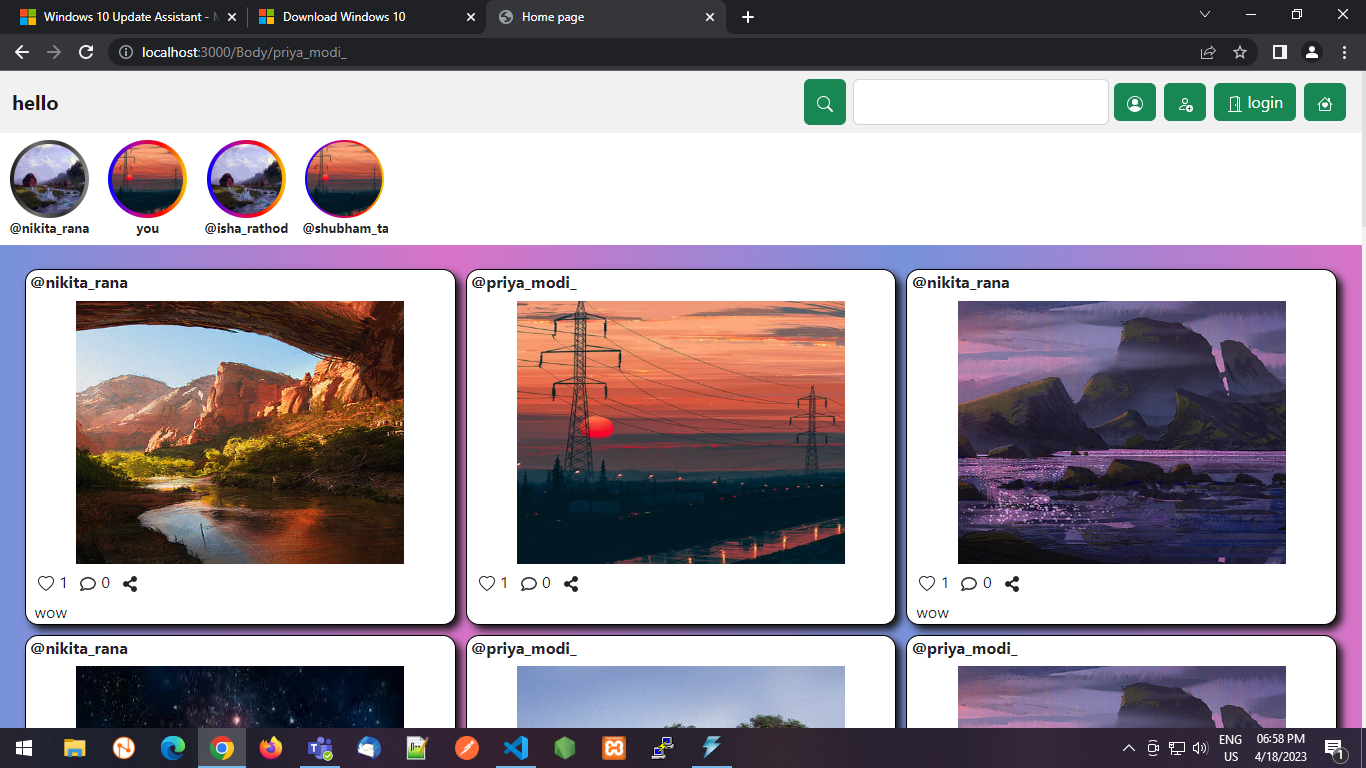 Windows 10 Update Assistant - M
Download Windows 10
Home page
localhost:3000/Body/priya_modi_
hello
login
@nikita_rana
you
@isha_rathod
@shubham_ta
@nikita_rana
@priya_modi_
@nikita_rana
1 0
1 0
1 0
wow
wow
@nikita_rana
@priya_modi_
@priya_modi_
ENG
US
06:58 PM
4/18/2023
1